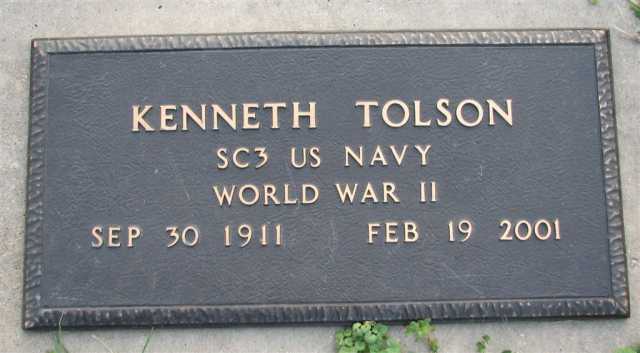 KENNETH TOLSON
SC3 US NAVY
WORLD WAR II
SEP 30 1911 FEB 19 2001